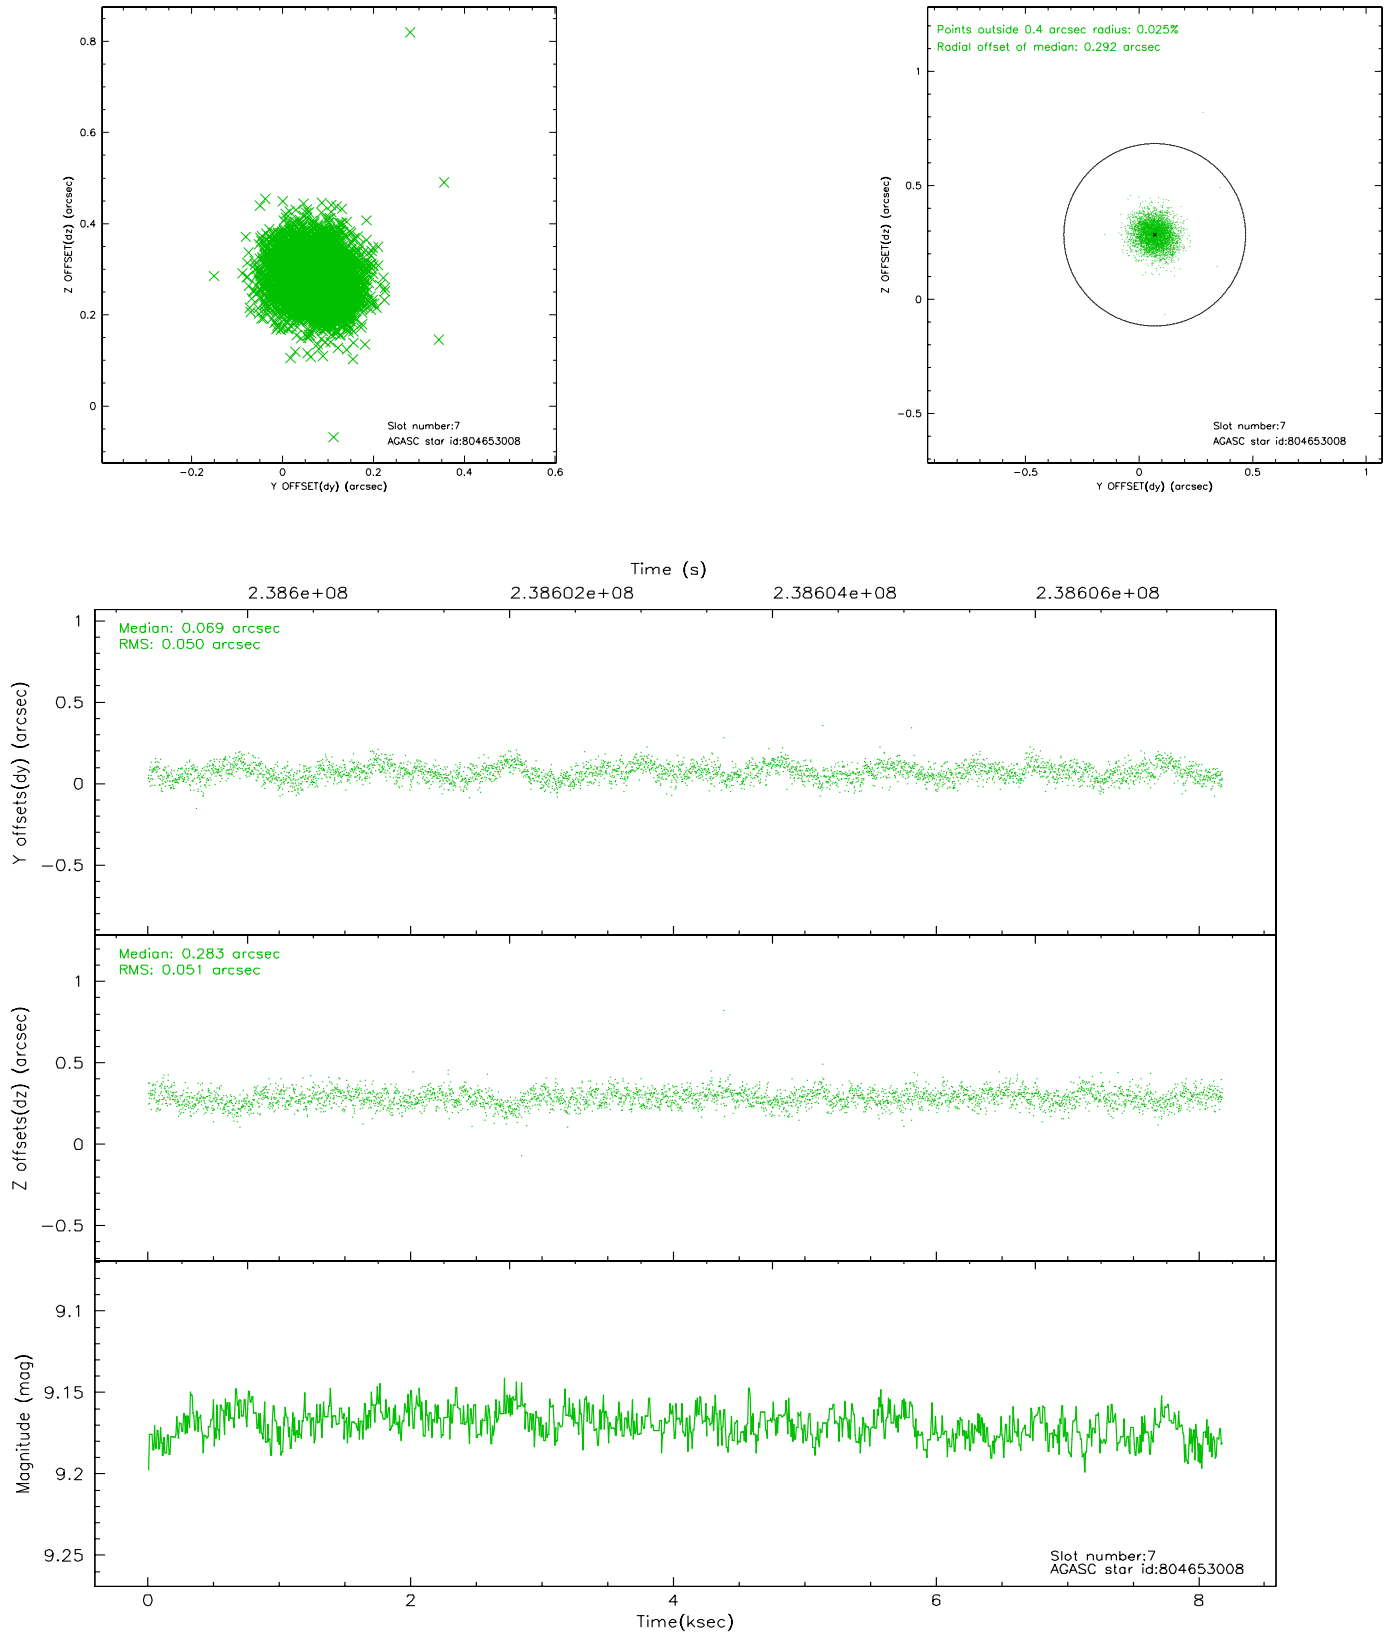 0.8
0.6
0.4
0.2
0
Z OFFSET(dz) (arcsec)
Slot number:7
AGASC star id:804653008
−0.2 0 0.2 0.4 0.6
Y OFFSET(dy) (arcsec)
Points outside 0.4 arcsec radius: 0.025%
Radial offset of median: 0.292 arcsec
1
0.5
0
−0.5
Z OFFSET(dz) (arcsec)
Slot number:7
AGASC star id:804653008
−0.5 0 0.5 1
Y OFFSET(dy) (arcsec)
Time (s)
2.386e+08 2.38602e+08 2.38604e+08 2.38606e+08
Median: 0.069 arcsec
RMS: 0.050 arcsec
1
0.5
0
−0.5
Y offsets(dy) (arcsec)
Median: 0.283 arcsec
RMS: 0.051 arcsec
1
0.5
0
−0.5
Z offsets(dz) (arcsec)
9.1
9.15
9.2
9.25
Magnitude (mag)
Slot number:7
AGASC star id:804653008
0 2 4 6 8
Time(ksec)